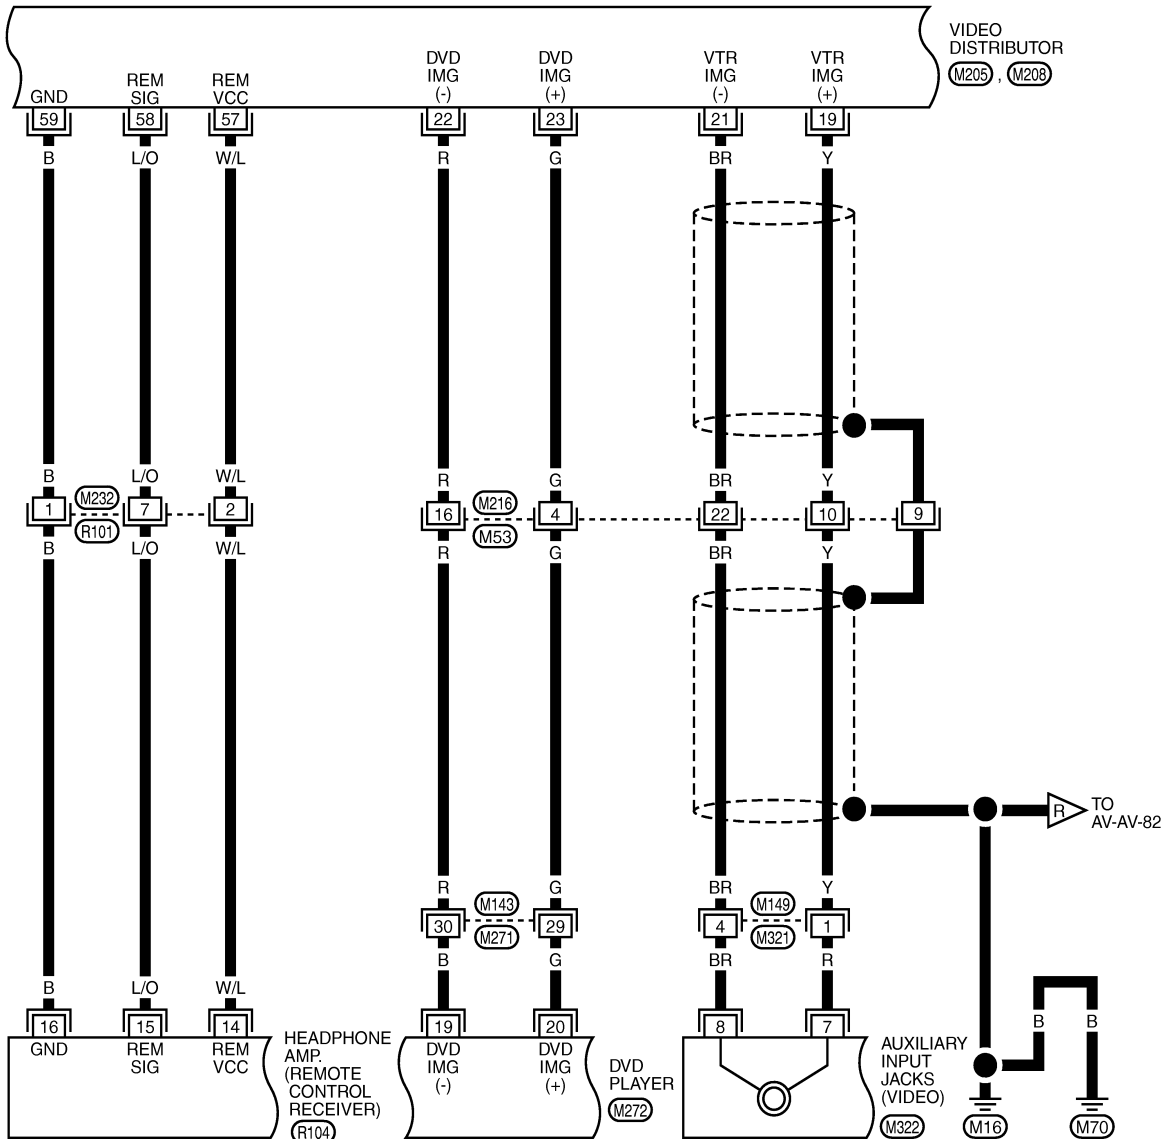 VIDEO
DISTRIBUTOR
M205 , M208
DVD DVD VTR VTR
IMG IMG IMG IMG
(-) (+) (-) (+)
REM REM
GND SIG VCC
59 58 57 22 23 21 19
B L/O W/L R G BR Y
B L/O W/L R G BR Y
M232 M216
1 7 2 16 4 22 10 9
R101 M53
B L/O W/L R G BR Y
TO
R AV-AV-82
R G BR Y
M143 M149
30 29 4 1
M271 M321
B G BR R
B L/O W/L
B B
16 15 14 19 20 8 7
GND REM REM
SIG VCC
HEADPHONE
AMP.
(REMOTE
CONTROL
RECEIVER)
R104
DVD DVD
IMG IMG
(-) (+)
DVD
PLAYER
M272
AUXILIARY
INPUT
JACKS
(VIDEO)
M322 M16 M70